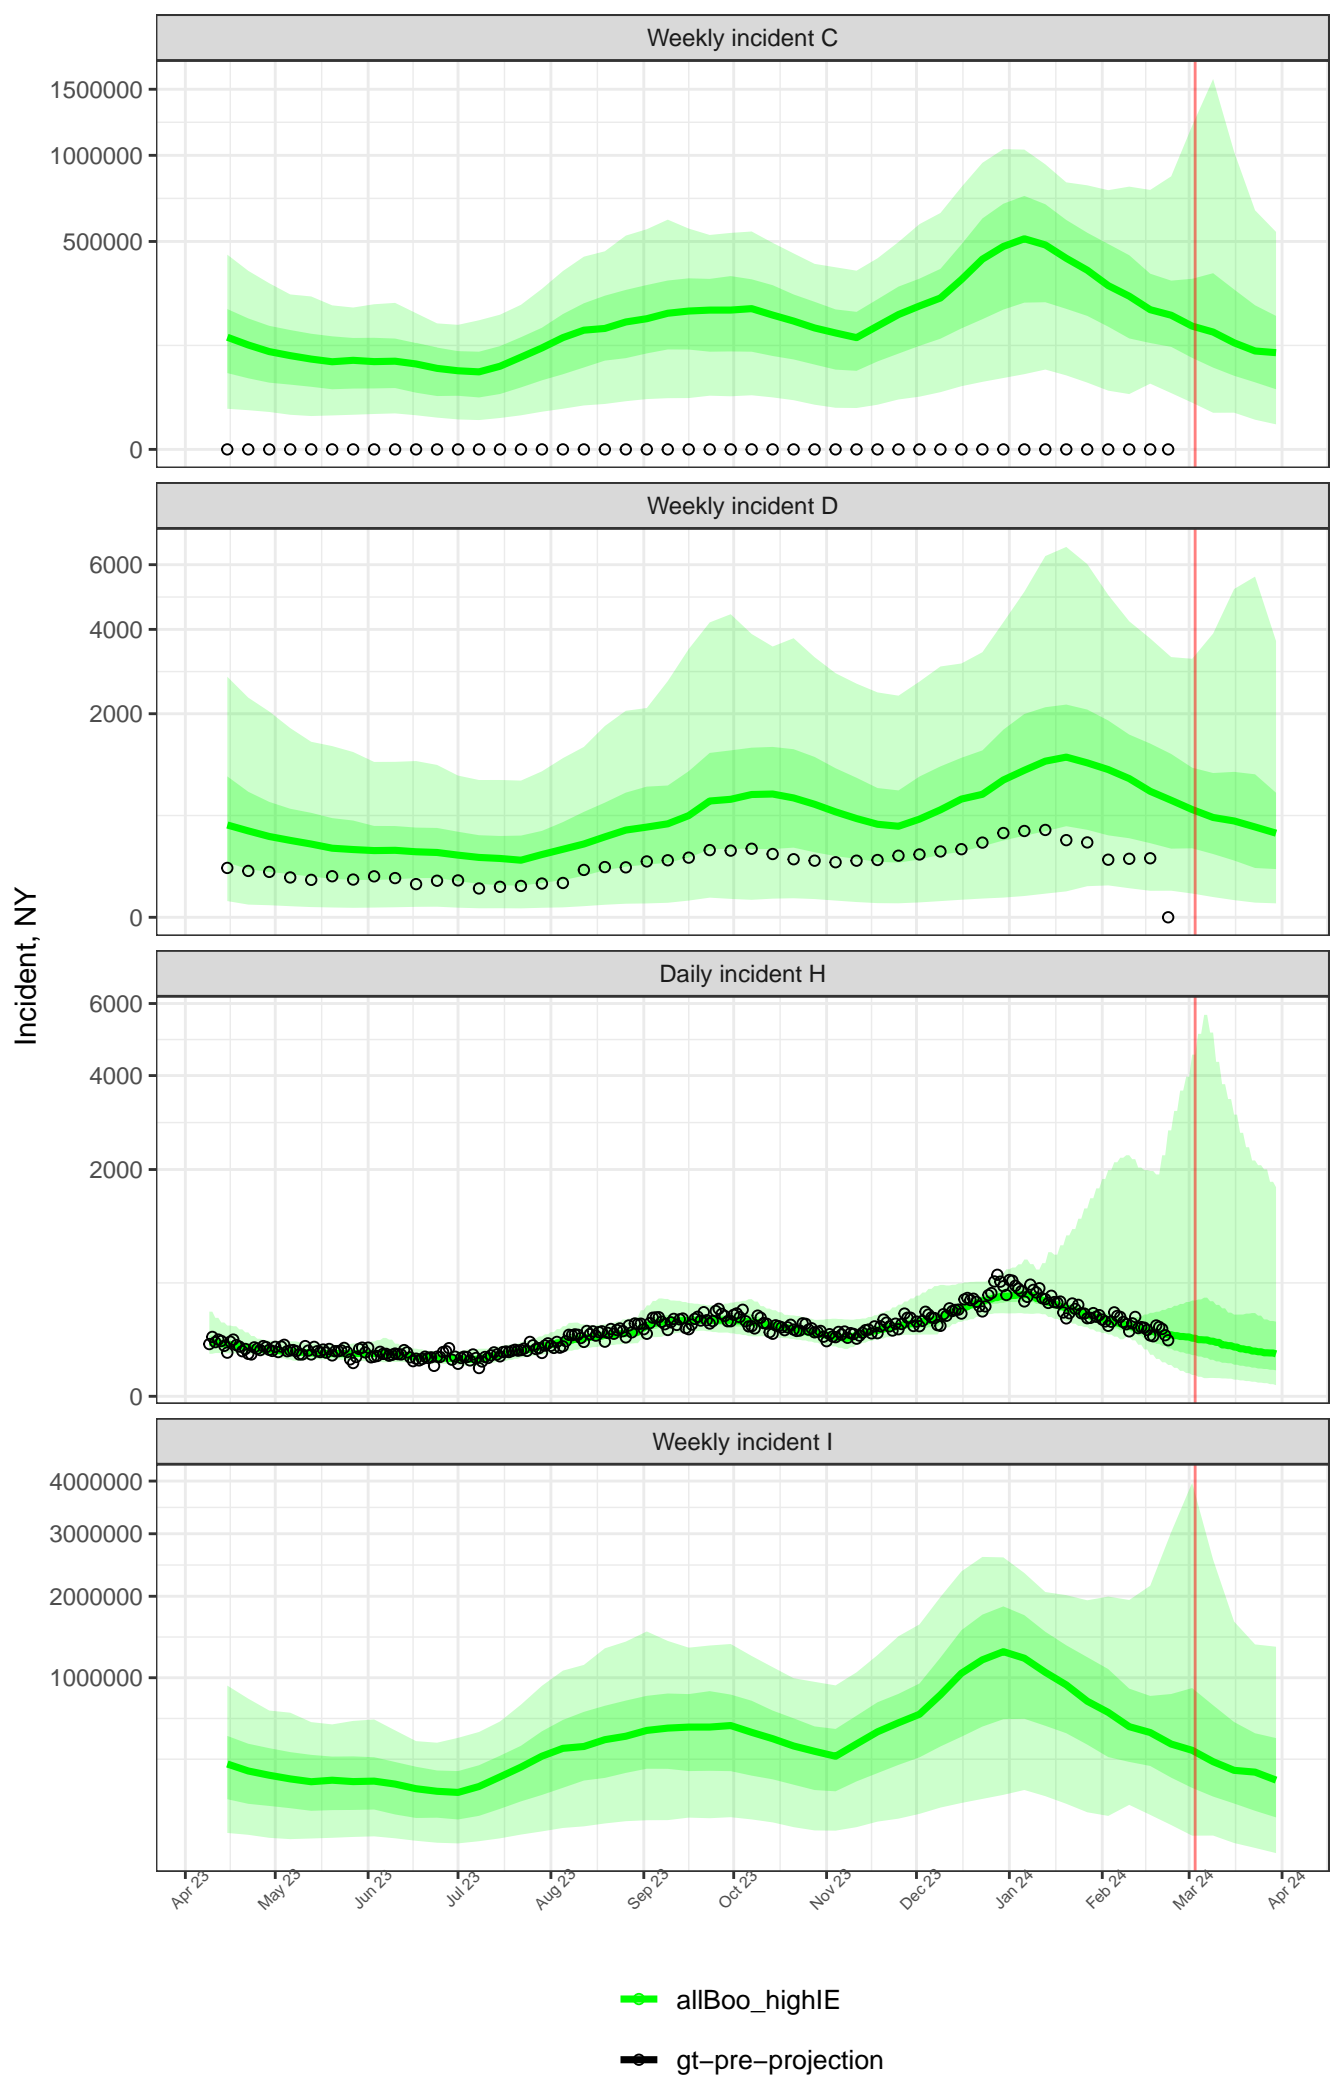 Weekly incident C
1500000
1000000
500000
0
Weekly incident D
6000
4000
2000
0
Incident, NY
Daily incident H
6000
4000
2000
0
Weekly incident I
4000000
3000000
2000000
1000000
Apr 23 May 23 Jun 23 Jul 23 Aug 23 Sep 23 Oct 23 Nov 23 Dec 23 Jan 24 Feb 24 Mar 24 Apr 24
allBoo_highIE
gt−pre−projection